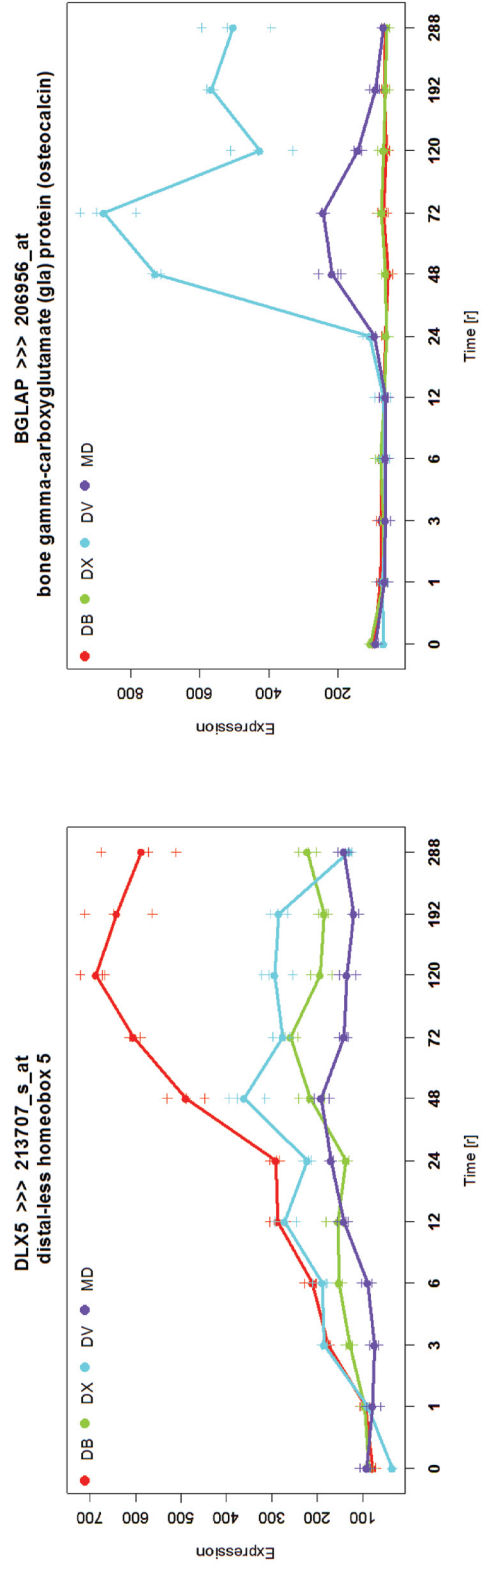 DLX5 >>> 213707_s_at
distal-less homeobox 5
DB DX DV MD
Expression
700
600
500
400
300
200
100
0 1 3 6 12 24 48 72 120 192 288
Time [r]
BGLAP >>> 206956_at
bone gamma-carboxyglutamate (gla) protein (osteocalcin)
DB DX DV MD
Expression
800
600
400
200
0 1 3 6 12 24 48 72 120 192 288
Time [r]